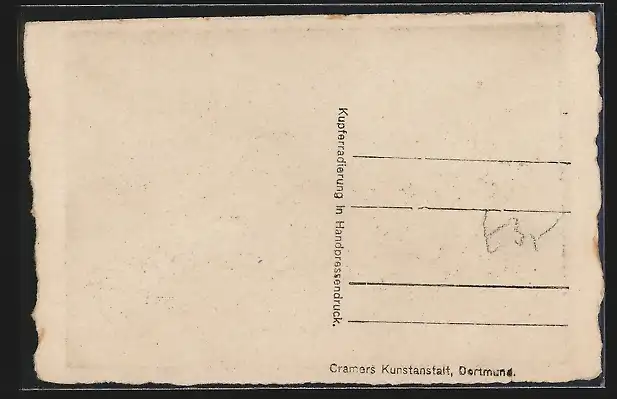 Kupferradierung in Handpressendruck.
Cramers Kunstanstalt, Dortmund.